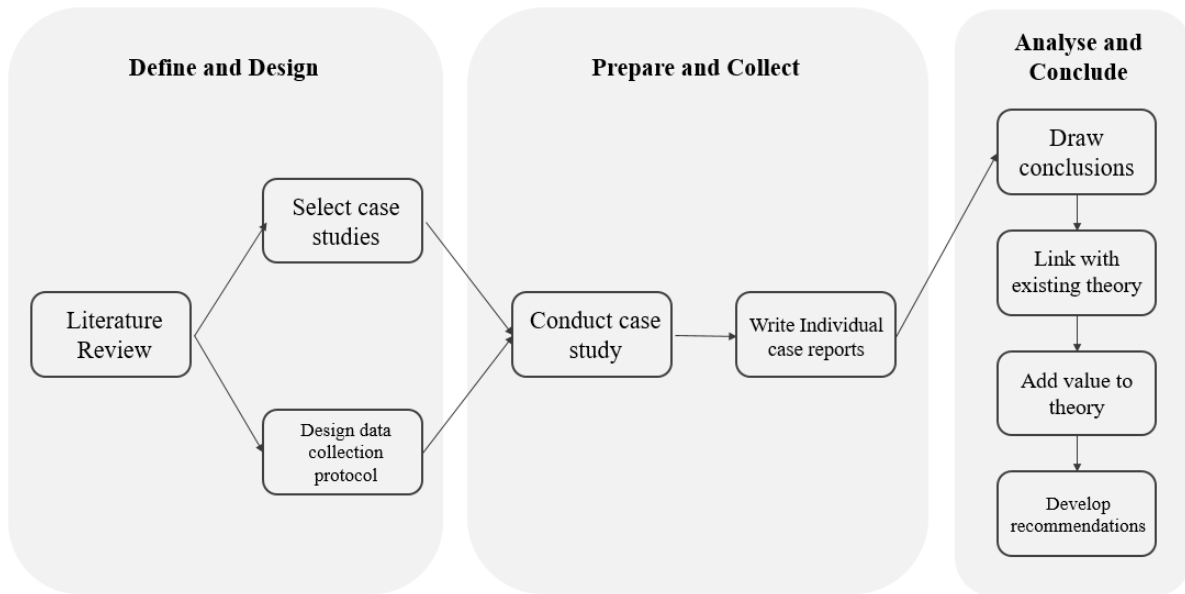 Define and Design
Literature
Review
Select case
studies
Design data
collection
protocol
Prepare and Collect
Conduct case
study
Write Individual
case reports
Analyse and
Conclude
Draw
conclusions
Link with
existing theory
Add value to
theory
Develop
recommendations